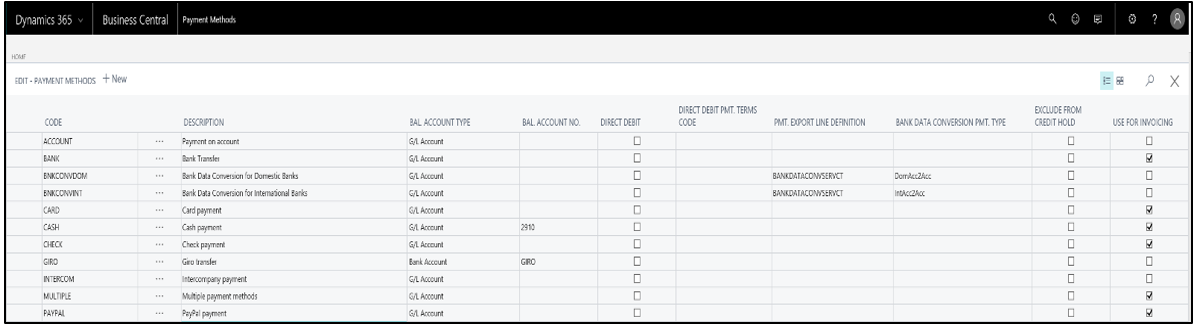 Dynamics 365 Business Central Payment Methods ?
HOME
EDIT - PAYMENT METHODS + New
DIRECT DEBIT PMT. TERMS EXCLUDE FROM
CODE DESCRIPTION BAL. ACCOUNT TYPE BAL. ACCOUNT NO. DIRECT DEBIT CODE PMT. EXPORT LINE DEFINITION BANK DATA CONVERSION PMT. TYPE CREDIT HOLD USE FOR INVOICING
ACCOUNT ... Payment on account G/L Account
BANK ... Bank Transfer G/L Account
BNKCONVDOM ... Bank Data Conversion for Domestic Banks G/L Account BANKDATACONVSERVCT DomAcc2Acc
BNKCONVINT ... Bank Data Conversion for International Banks G/L Account BANKDATACONVSERVCT IntAcc2Acc
CARD ... Card payment G/L Account
CASH ... Cash payment G/L Account 2910
CHECK ... Check payment G/L Account
GIRO ... Giro transfer Bank Account GIRO
INTERCOM ... Intercompany payment G/L Account
MULTIPLE ... Multiple payment methods G/L Account
PAYPAL ... PayPal payment G/L Account